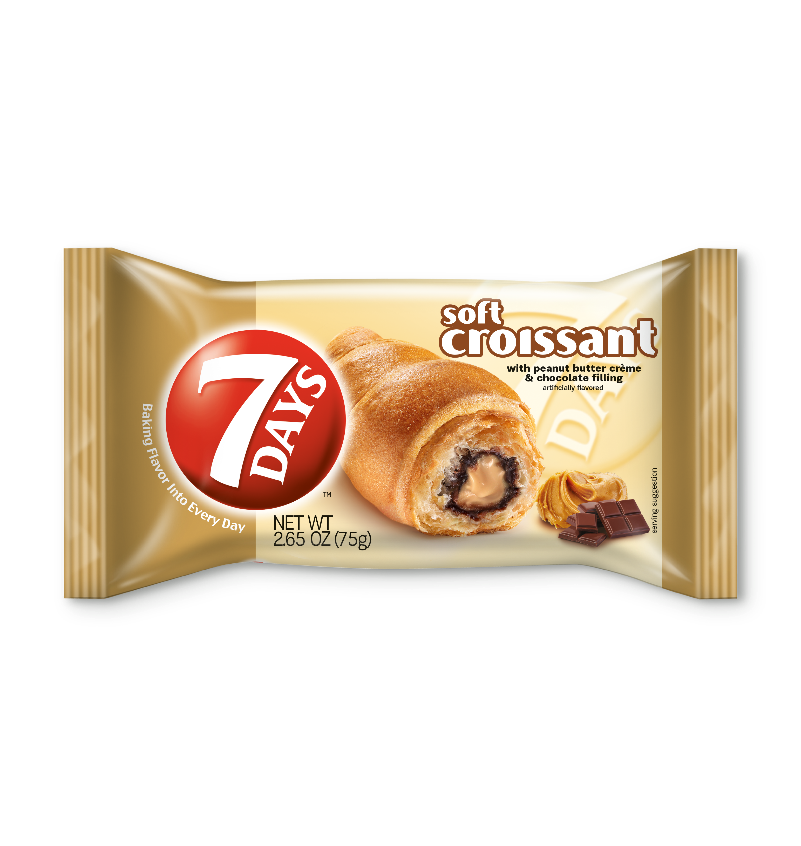 7
DAYS
™
Baking Flavor Into Every Day
NET WT
2.65 OZ (75g)
soft
croissant
with peanut butter crème
& chocolate filling
artificially flavored
serving suggestion